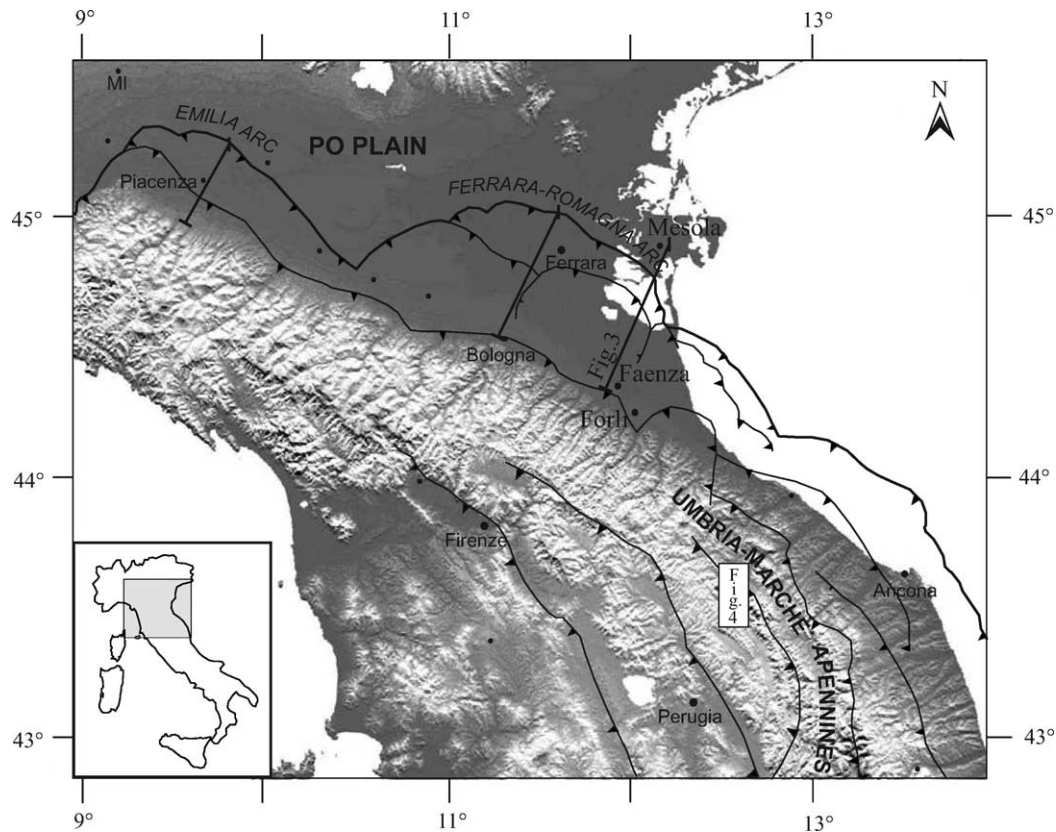 9°
11°
13°
N
MI
EMILIA ARC
PO PLAIN
Piacenza
FERRARA-ROMAGNA ARC
45°
45°
Mesola
Ferrara
Bologna
Fig.3
Faenza
Forlì
44°
44°
UMBRIA-MARCHE APENNINES
Firenze
Fig.4
Ancona
Perugia
43°
43°
9°
11°
13°